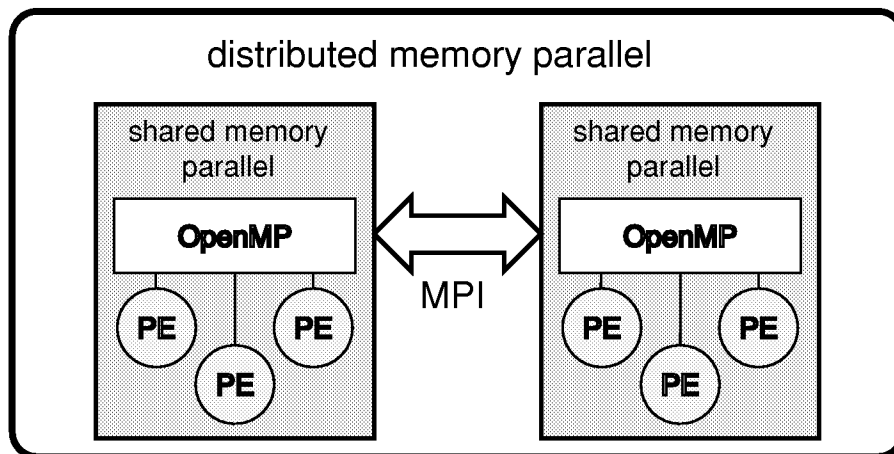 distributed memory parallel
shared memory
parallel
OpenMP
PE
PE
PE
MPI
shared memory
parallel
OpenMP
PE
PE
PE